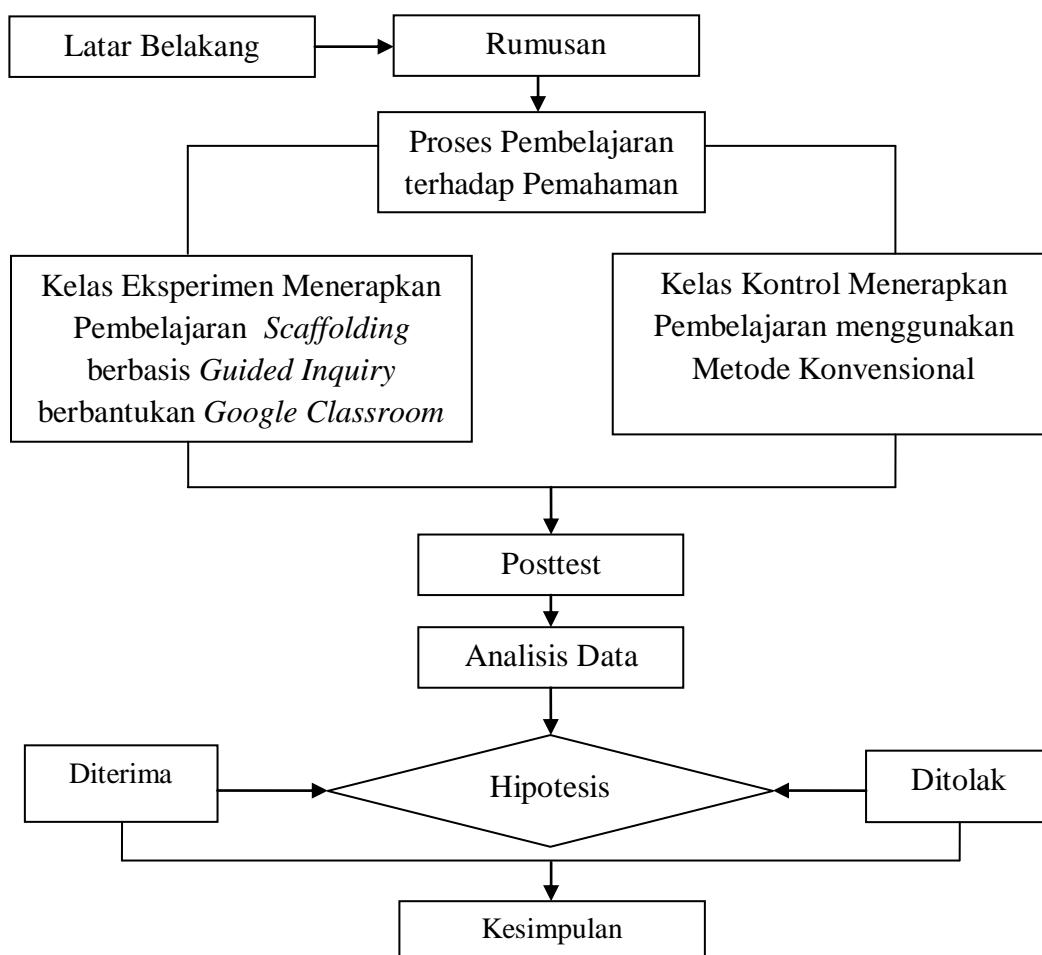 Latar Belakang
Rumusan
Proses Pembelajaran
terhadap Pemahaman
Kelas Eksperimen Menerapkan
Pembelajaran Scaffolding
berbasis Guided Inquiry
berbantukan Google Classroom
Kelas Kontrol Menerapkan
Pembelajaran menggunakan
Metode Konvensional
Posttest
Analisis Data
Diterima
Hipotesis
Ditolak
Kesimpulan